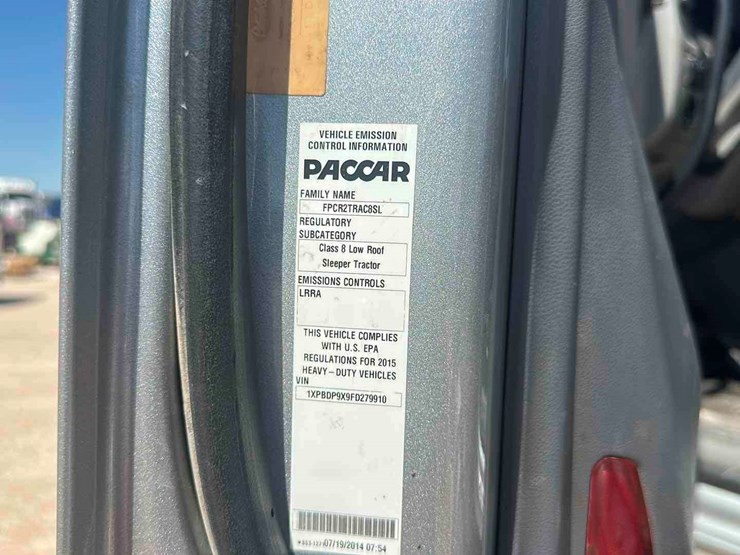 VEHICLE EMISSION
CONTROL INFORMATION
PACCAR
FAMILY NAME
FPCR2TRAC8SL
REGULATORY
SUBCATEGORY
Class 8 Low Roof
Sleeper Tractor
EMISSIONS CONTROLS
LRRA
THIS VEHICLE COMPLIES
WITH U.S. EPA
REGULATIONS FOR 2015
HEAVY-DUTY VEHICLES
VIN
1XPBDP9X9FD279910
07/19/2014 07:54